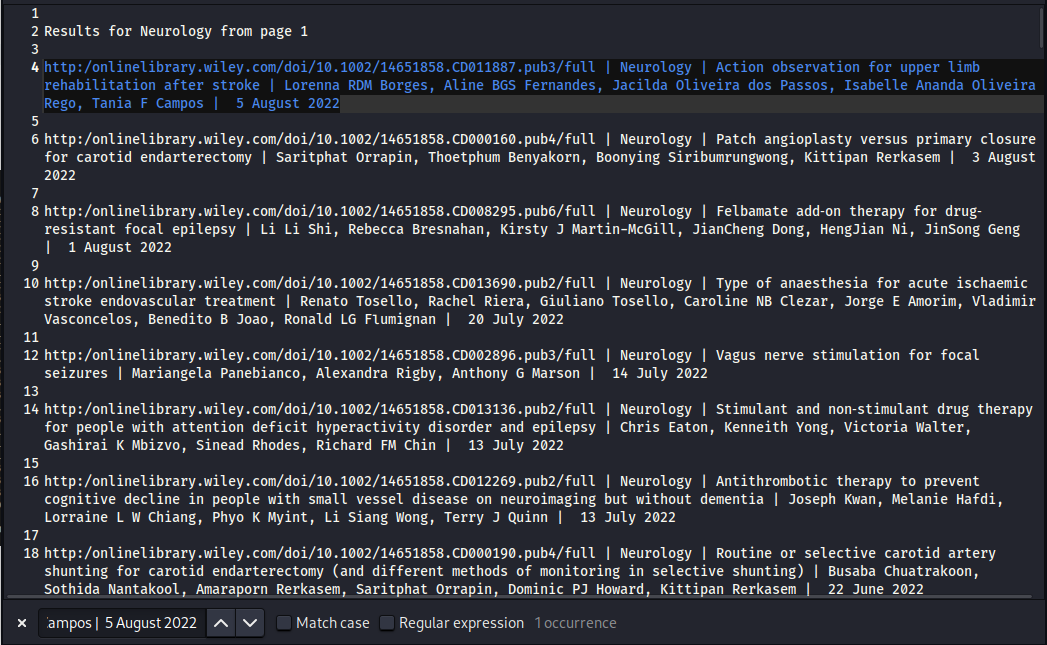 1
2 Results for Neurology from page 1
3
4 http:/onlinelibrary.wiley.com/doi/10.1002/14651858.CD011887.pub3/full | Neurology | Action observation for upper limb
rehabilitation after stroke | Lorenna RDM Borges, Aline BGS Fernandes, Jacilda Oliveira dos Passos, Isabelle Ananda Oliveira
Rego, Tania F Campos |  5 August 2022
5
6 http:/onlinelibrary.wiley.com/doi/10.1002/14651858.CD000160.pub4/full | Neurology | Patch angioplasty versus primary closure
for carotid endarterectomy | Saritphat Orrapin, Thoetphum Benyakorn, Boonying Siribumrungwong, Kittipan Rerkasem |  3 August
2022
7
8 http:/onlinelibrary.wiley.com/doi/10.1002/14651858.CD008295.pub6/full | Neurology | Felbamate add-on therapy for drug-
resistant focal epilepsy | Li Li Shi, Rebecca Bresnahan, Kirsty J Martin-McGill, JianCheng Dong, HengJian Ni, JinSong Geng
|  1 August 2022
9
10 http:/onlinelibrary.wiley.com/doi/10.1002/14651858.CD013690.pub2/full | Neurology | Type of anaesthesia for acute ischaemic
stroke endovascular treatment | Renato Tosello, Rachel Riera, Giuliano Tosello, Caroline NB Clezar, Jorge E Amorim, Vladimir
Vasconcelos, Benedito B Joao, Ronald LG Flumignan |  20 July 2022
11
12 http:/onlinelibrary.wiley.com/doi/10.1002/14651858.CD002896.pub3/full | Neurology | Vagus nerve stimulation for focal
seizures | Mariangela Panebianco, Alexandra Rigby, Anthony G Marson |  14 July 2022
13
14 http:/onlinelibrary.wiley.com/doi/10.1002/14651858.CD013136.pub2/full | Neurology | Stimulant and non-stimulant drug therapy
for people with attention deficit hyperactivity disorder and epilepsy | Chris Eaton, Kenneith Yong, Victoria Walter,
Gashirai K Mbizvo, Sinead Rhodes, Richard FM Chin |  13 July 2022
15
16 http:/onlinelibrary.wiley.com/doi/10.1002/14651858.CD012269.pub2/full | Neurology | Antithrombotic therapy to prevent
cognitive decline in people with small vessel disease on neuroimaging but without dementia | Joseph Kwan, Melanie Hafdi,
Lorraine L W Chiang, Phyo K Myint, Li Siang Wong, Terry J Quinn |  13 July 2022
17
18 http:/onlinelibrary.wiley.com/doi/10.1002/14651858.CD000190.pub4/full | Neurology | Routine or selective carotid artery
shunting for carotid endarterectomy (and different methods of monitoring in selective shunting) | Busaba Chuatrakoon,
Sothida Nantakool, Amaraporn Rerkasem, Saritphat Orrapin, Dominic PJ Howard, Kittipan Rerkasem |  22 June 2022
ampos |  5 August 2022 Match case Regular expression 1 occurrence